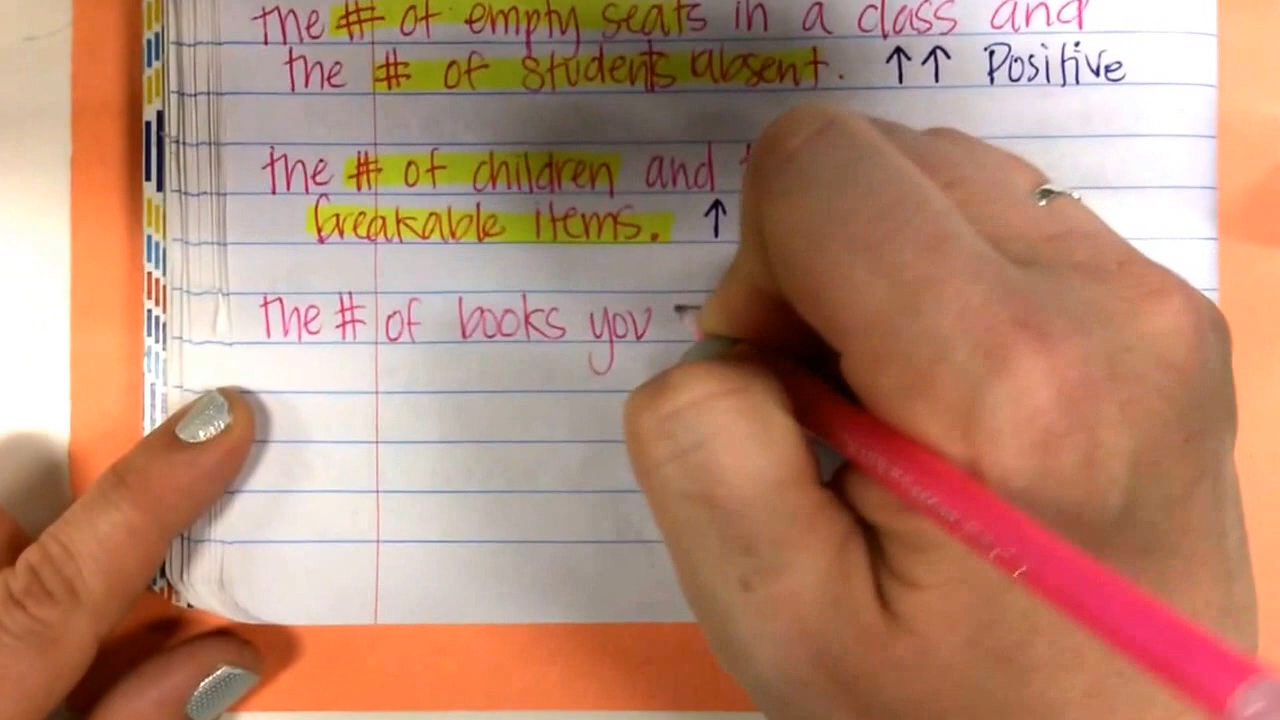 the # of empty seats in a class and
the # of students absent. ↑↑ Positive
the # of children and
breakable items. ↑
the # of books you